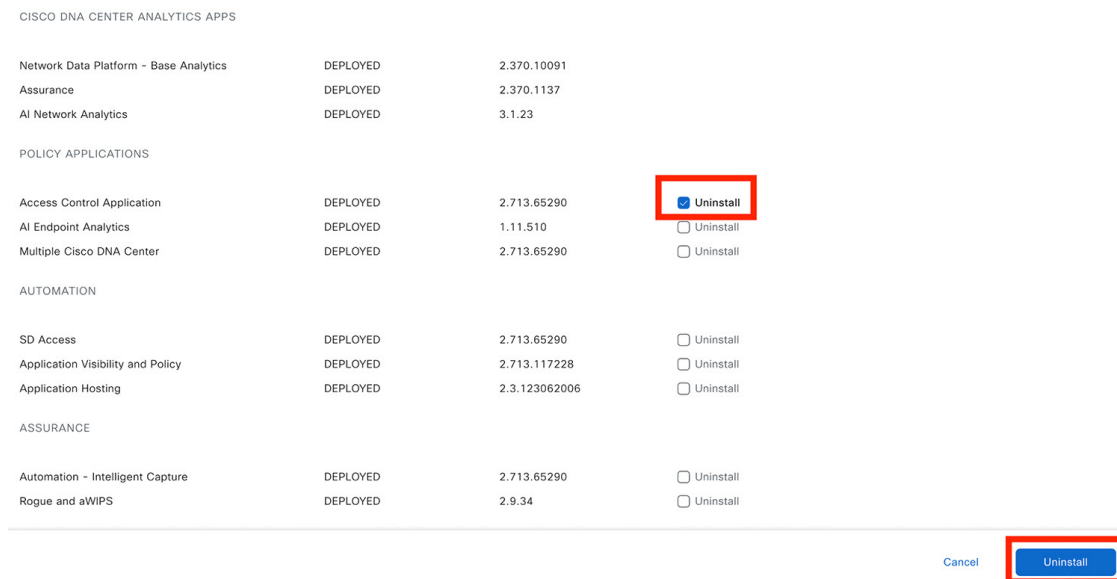 CISCO DNA CENTER ANALYTICS APPS
Network Data Platform - Base Analytics DEPLOYED 2.370.10091
Assurance DEPLOYED 2.370.1137
AI Network Analytics DEPLOYED 3.1.23
POLICY APPLICATIONS
Access Control Application DEPLOYED 2.713.65290 Uninstall
AI Endpoint Analytics DEPLOYED 1.11.510 Uninstall
Multiple Cisco DNA Center DEPLOYED 2.713.65290 Uninstall
AUTOMATION
SD Access DEPLOYED 2.713.65290 Uninstall
Application Visibility and Policy DEPLOYED 2.713.117228 Uninstall
Application Hosting DEPLOYED 2.3.123062006 Uninstall
ASSURANCE
Automation - Intelligent Capture DEPLOYED 2.713.65290 Uninstall
Rogue and aWIPS DEPLOYED 2.9.34 Uninstall
Cancel Uninstall